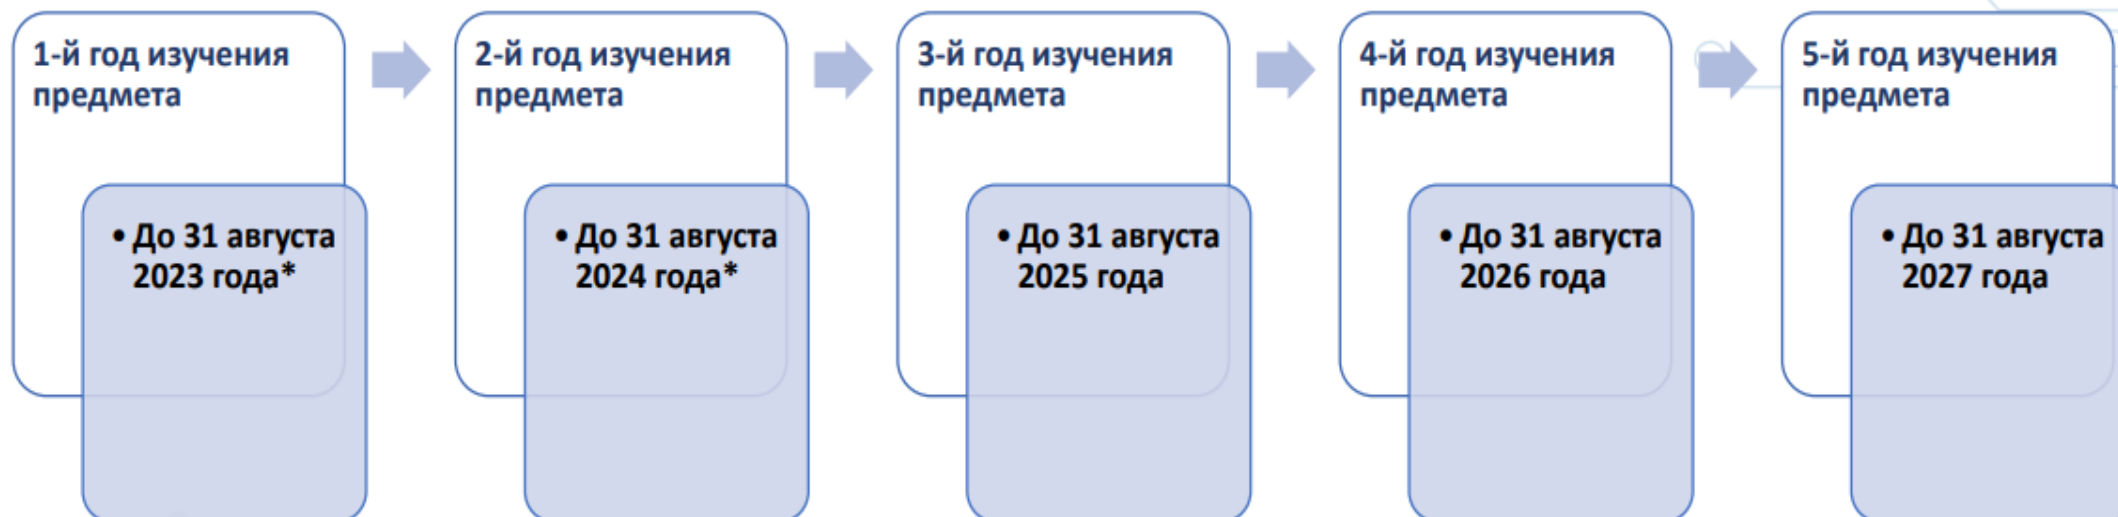 1-й год изучения
предмета
• До 31 августа
2023 года*
2-й год изучения
предмета
• До 31 августа
2024 года*
3-й год изучения
предмета
• До 31 августа
2025 года
4-й год изучения
предмета
• До 31 августа
2026 года
5-й год изучения
предмета
• До 31 августа
2027 года